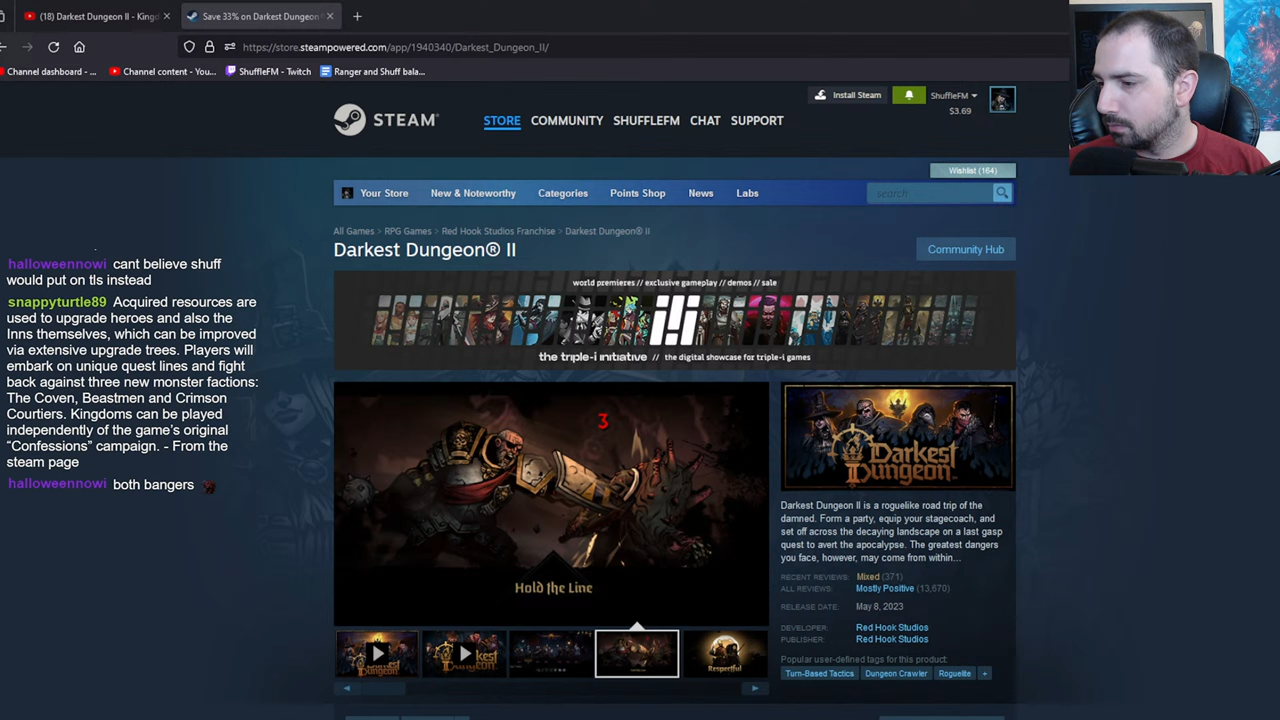 (18) Darkest Dungeon II - Kingd
Save 33% on Darkest Dungeon®
https://store.steampowered.com/app/1940340/Darkest_Dungeon_II/
Channel dashboard - ...
Channel content - You...
ShuffleFM - Twitch
Ranger and Shuff bala...
Install Steam
ShuffleFM
$3.69
STEAM
STORE COMMUNITY SHUFFLEFM CHAT SUPPORT
Wishlist (164)
Your Store New & Noteworthy Categories Points Shop News Labs
search
All Games > RPG Games > Red Hook Studios Franchise > Darkest Dungeon® II
Darkest Dungeon® II
Community Hub
world premieres // exclusive gameplay // demos // sale
the triple-i initiative // the digital showcase for triple-i games
halloweennowi cant believe shuff
would put on tls instead
snappyturtle89 Acquired resources are
used to upgrade heroes and also the
Inns themselves, which can be improved
via extensive upgrade trees. Players will
embark on unique quest lines and fight
back against three new monster factions:
The Coven, Beastmen and Crimson
Courtiers. Kingdoms can be played
independently of the game's original
“Confessions” campaign. - From the
steam page
halloweennowi both bangers
3
Hold the Line
Respectful
Darkest
Dungeon
Darkest Dungeon II is a roguelike road trip of the
damned. Form a party, equip your stagecoach, and
set off across the decaying landscape on a last gasp
quest to avert the apocalypse. The greatest dangers
you face, however, may come from within...
RECENT REVIEWS: Mixed (371)
ALL REVIEWS: Mostly Positive (13,670)
RELEASE DATE: May 8, 2023
DEVELOPER: Red Hook Studios
PUBLISHER: Red Hook Studios
Popular user-defined tags for this product:
Turn-Based Tactics Dungeon Crawler Roguelite +